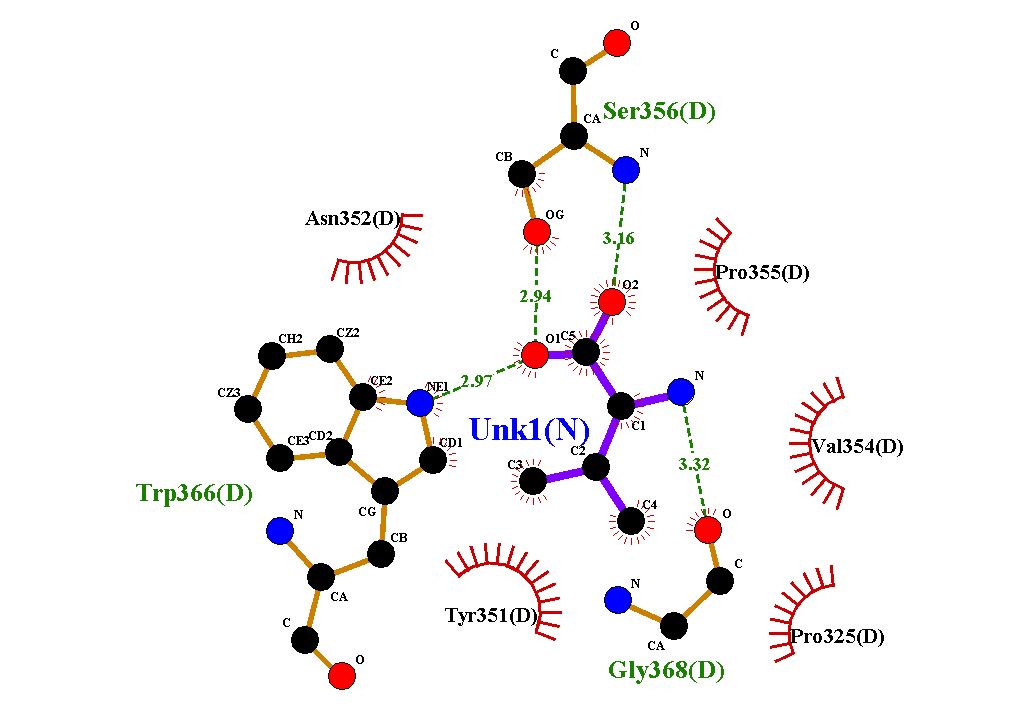 O
C
Ser356(D)
CA
CB
N
Asn352(D)
OG
3.16
Pro355(D)
O2
2.94
CH2
CZ2
O1
C5
CZ3
CE2
NE1
2.97
N
Unk1(N)
C1
CE3
CD2
CD1
C2
Val354(D)
C3
3.32
Trp366(D)
CG
C4
N
O
CB
C
N
CA
Tyr351(D)
C
Pro325(D)
CA
O
Gly368(D)